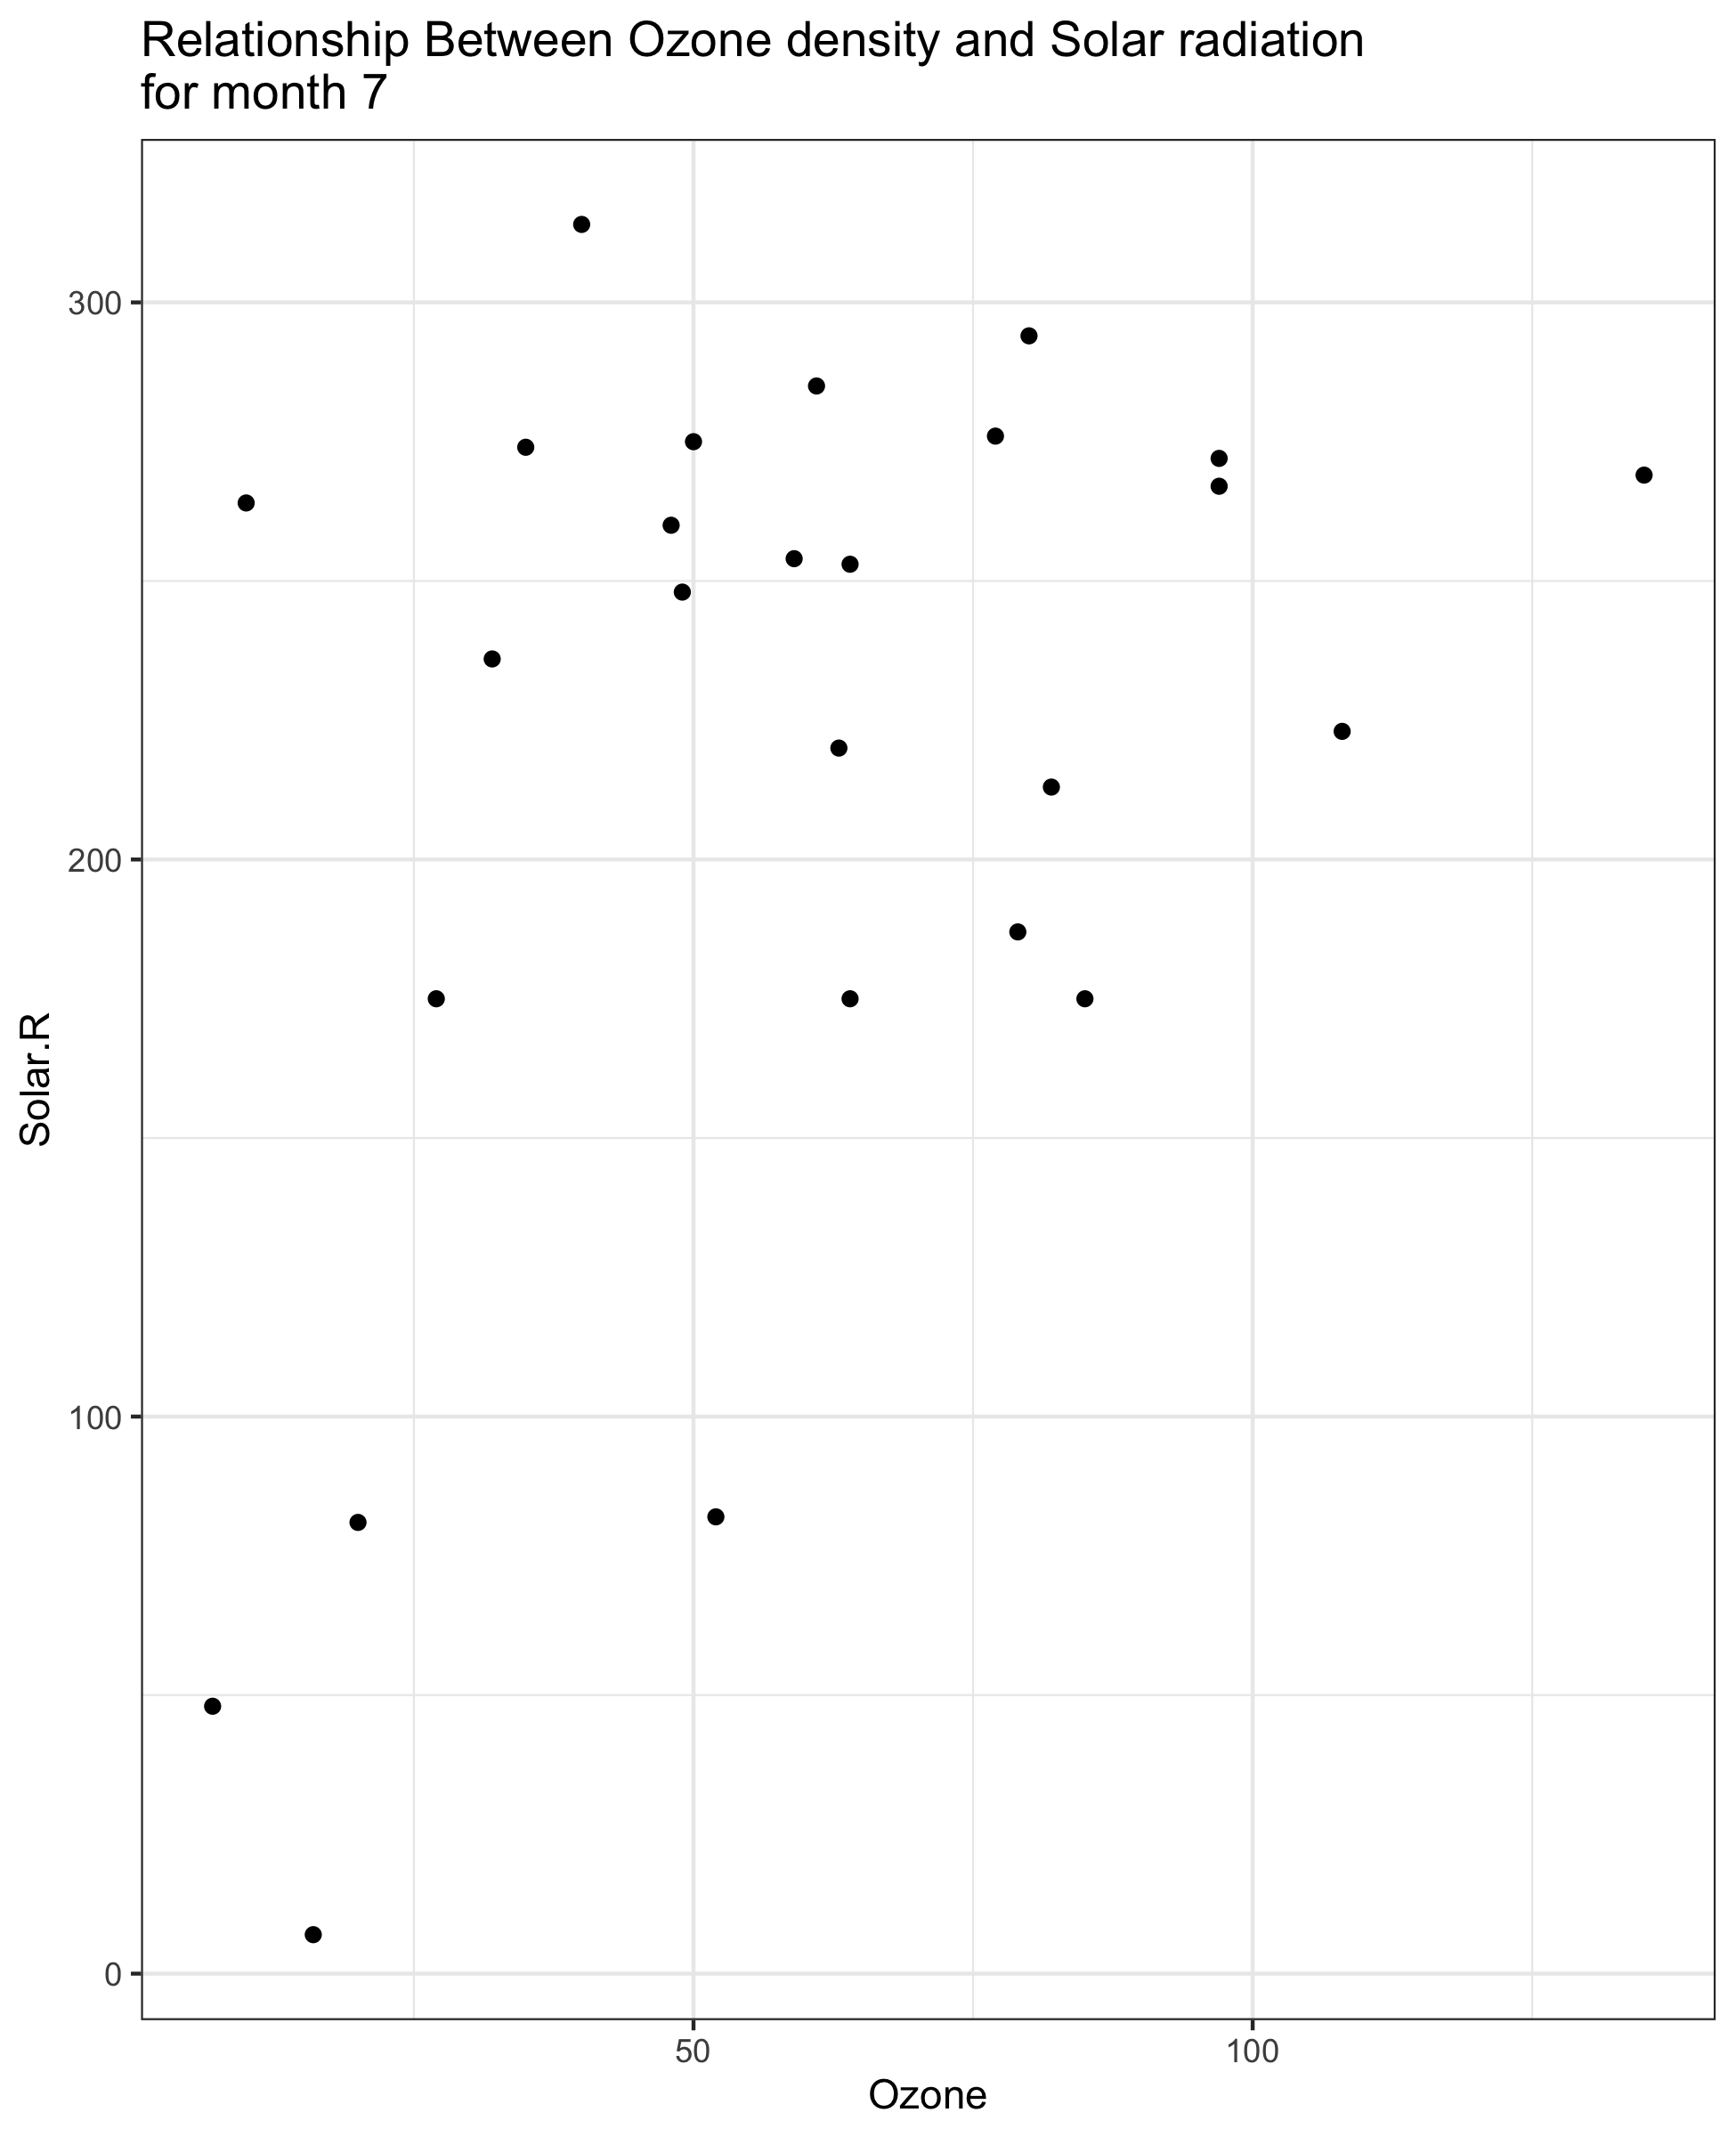 Relationship Between Ozone density and Solar radiation
for month 7
300
200
100
0
Solar.R
50
100
Ozone